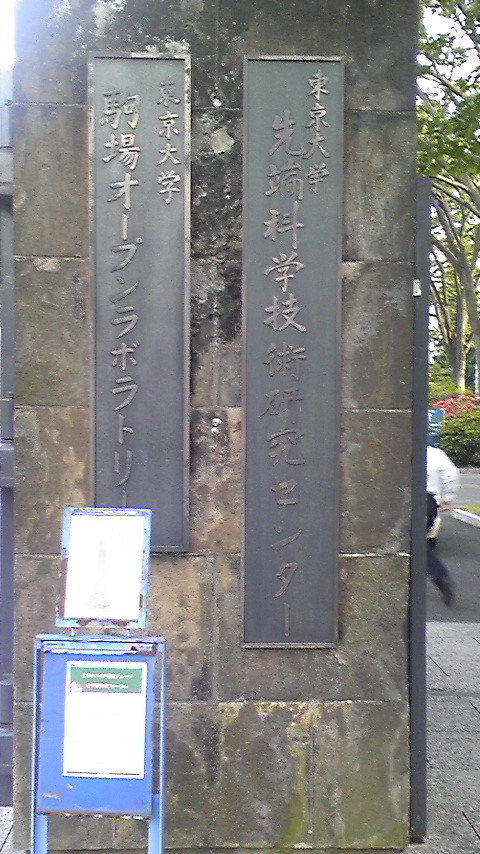 東京大学
先端科学技術研究センター
東京大学
駒場オープンラボラトリー